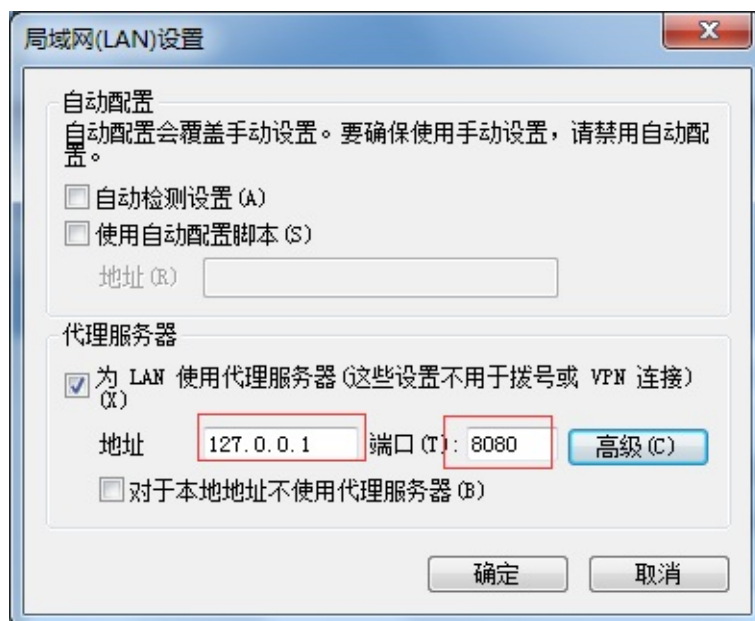 局域网(LAN)设置
自动配置
自动配置会覆盖手动设置。要确保使用手动设置，请禁用自动配
置。
自动检测设置(A)
使用自动配置脚本(S)
地址(R)
代理服务器
为 LAN 使用代理服务器(这些设置不用于拨号或 VPN 连接)
(X)
地址 127.0.0.1 端口(T): 8080 高级(C)
对于本地地址不使用代理服务器(B)
确定 取消